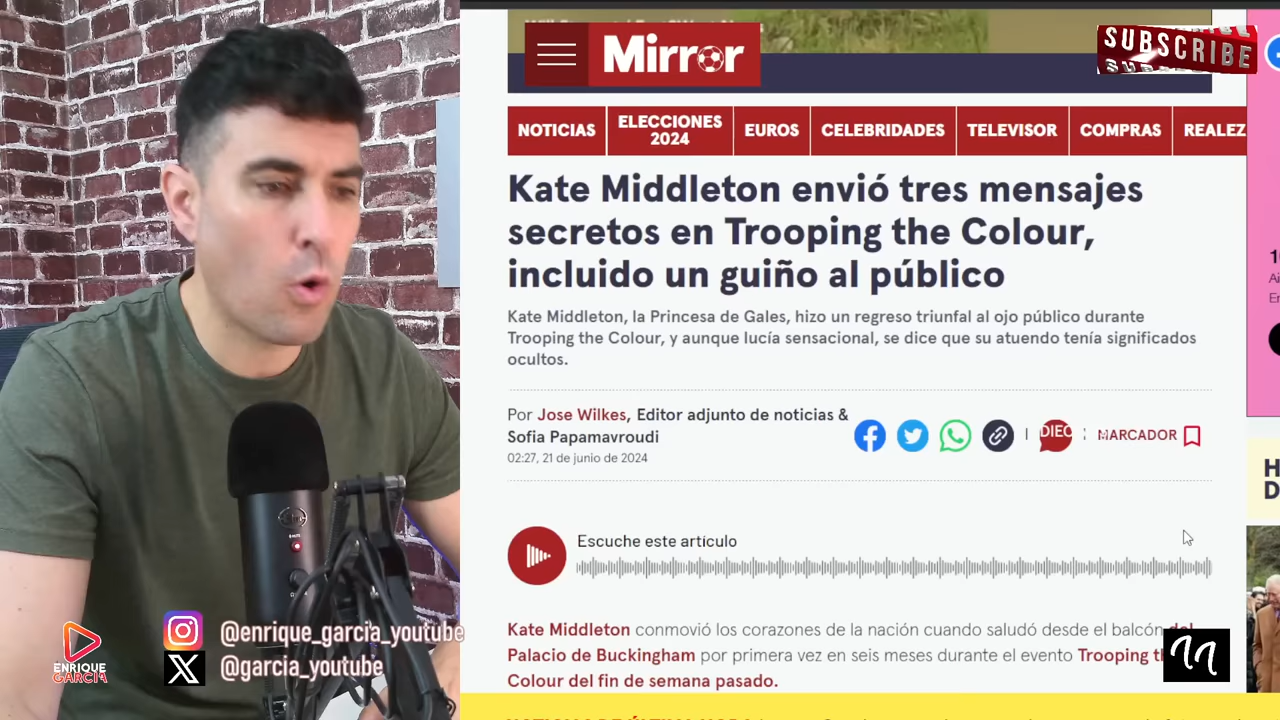 Mirror
SUBSCRIBE
NOTICIAS
ELECCIONES
2024
EUROS
CELEBRIDADES
TELEVISOR
COMPRAS
REALEZ
Kate Middleton envió tres mensajes
secretos en Trooping the Colour,
incluido un guiño al público
Kate Middleton, la Princesa de Gales, hizo un regreso triunfal al ojo público durante
Trooping the Colour, y aunque lucía sensacional, se dice que su atuendo tenía significados
ocultos.
Por Jose Wilkes, Editor adjunto de noticias &
Sofia Papamavroudi
02:27, 21 de junio de 2024
DIEC
MARCADOR
Escuche este artículo
Kate Middleton conmovió los corazones de la nación cuando saludó desde el balcón del
Palacio de Buckingham por primera vez en seis meses durante el evento Trooping
Colour del fin de semana pasado.
ENRIQUE
GARCIA
@enrique_garcia_youtube
@garcia_youtube